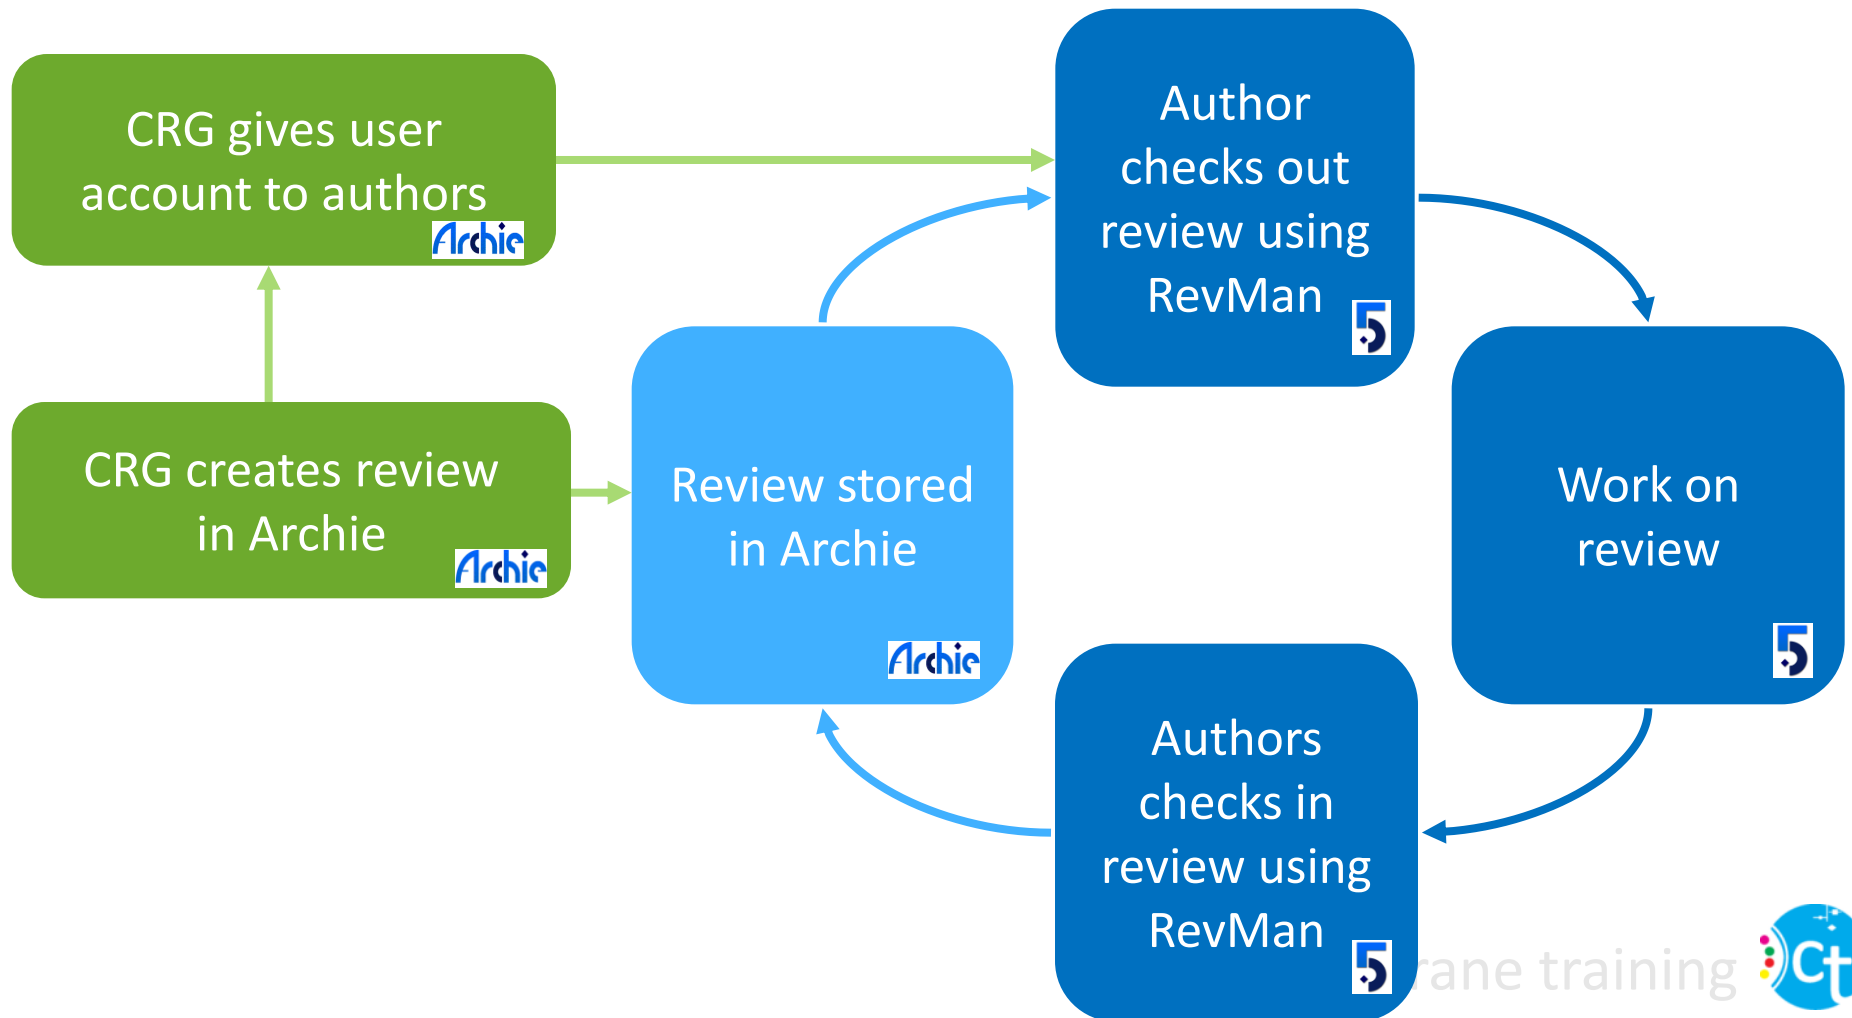 CRG gives user
account to authors
Archie
CRG creates review
in Archie
Archie
Review stored
in Archie
Archie
Author
checks out
review using
RevMan
5
Work on
review
5
Authors
checks in
review using
RevMan
5
rane training
Ct